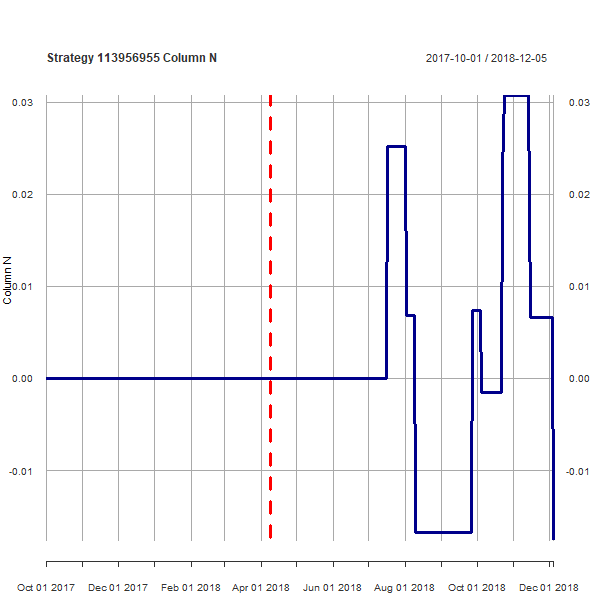 Strategy 113956955 Column N
2017-10-01 / 2018-12-05
0.03
0.03
0.02
0.02
0.01
0.01
Column N
0.00
0.00
-0.01
-0.01
Oct 01 2017
Dec 01 2017
Feb 01 2018
Apr 01 2018
Jun 01 2018
Aug 01 2018
Oct 01 2018
Dec 01 2018